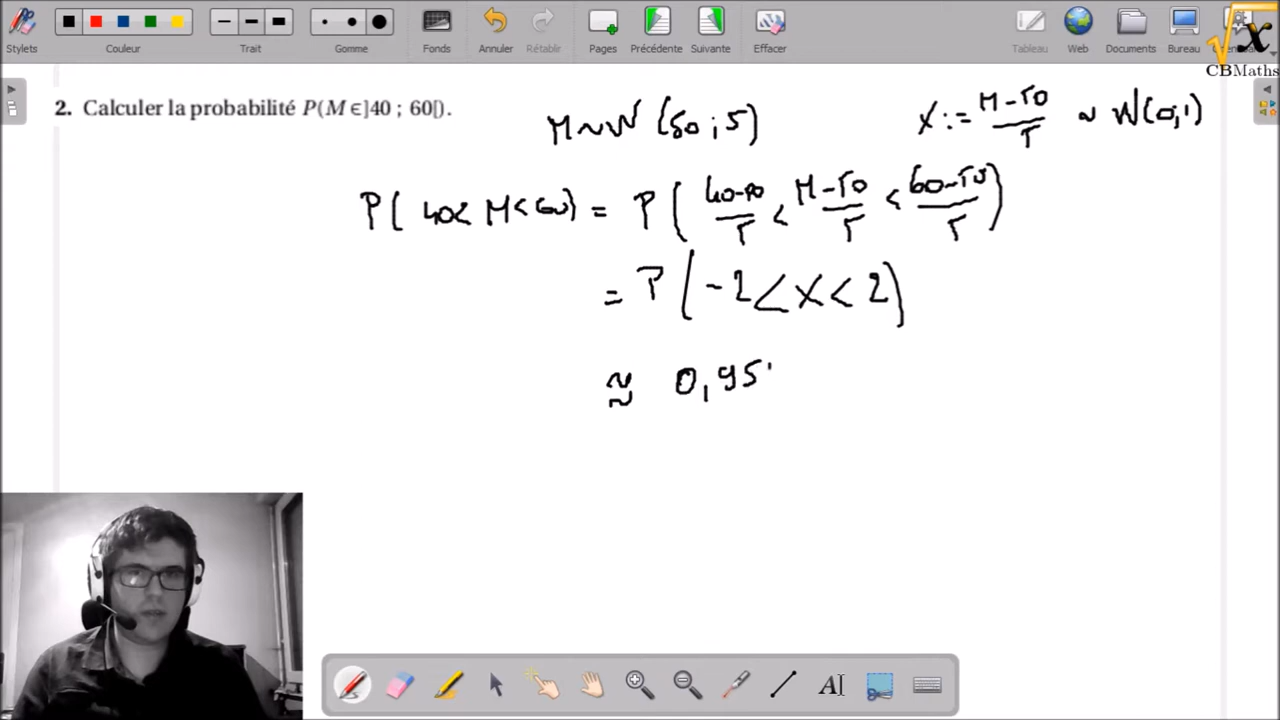 Stylets Couleur Trait Gomme Fonds Annuler Rétablir Pages Précédente Suivante Effacer Tableau Web Documents Bureau
CBMaths
2. Calculer la probabilité P(M ∈]40 ; 60[).
M ~ N (50 ; 5)
X := M-50/5 ~ N(0,1)
P( 40 < M < 60) = P( 40-50/5 < M-50/5 < 60-50/5 )
= P ( -2 < X < 2 )
≈ 0,95
AI